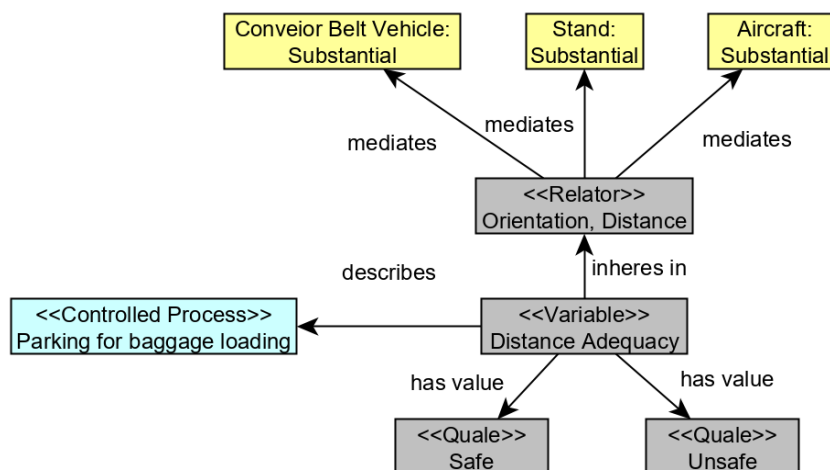 Conveior Belt Vehicle:
Substantial
Stand:
Substantial
Aircraft:
Substantial
mediates
mediates
mediates
<<Relator>>
Orientation, Distance
describes
inheres in
<<Controlled Process>>
Parking for baggage loading
<<Variable>>
Distance Adequacy
has value
has value
<<Quale>>
Safe
<<Quale>>
Unsafe